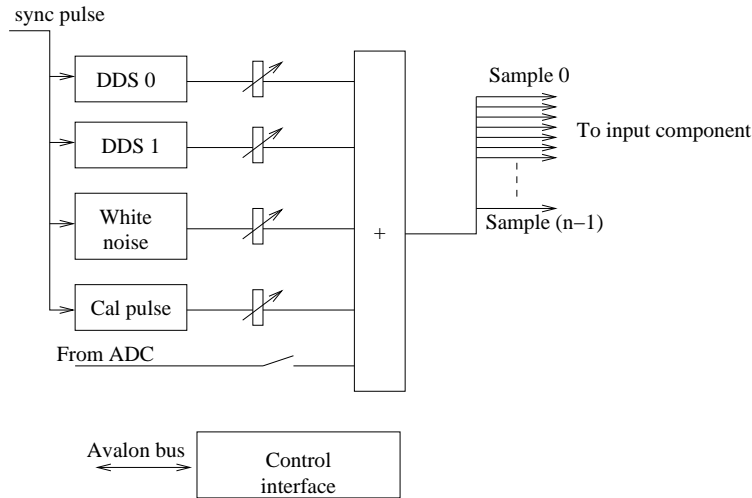 sync pulse
DDS 0
DDS 1
White
noise
Cal pulse
From ADC
+
Sample 0
To input component
Sample (n−1)
Avalon bus
Control
interface